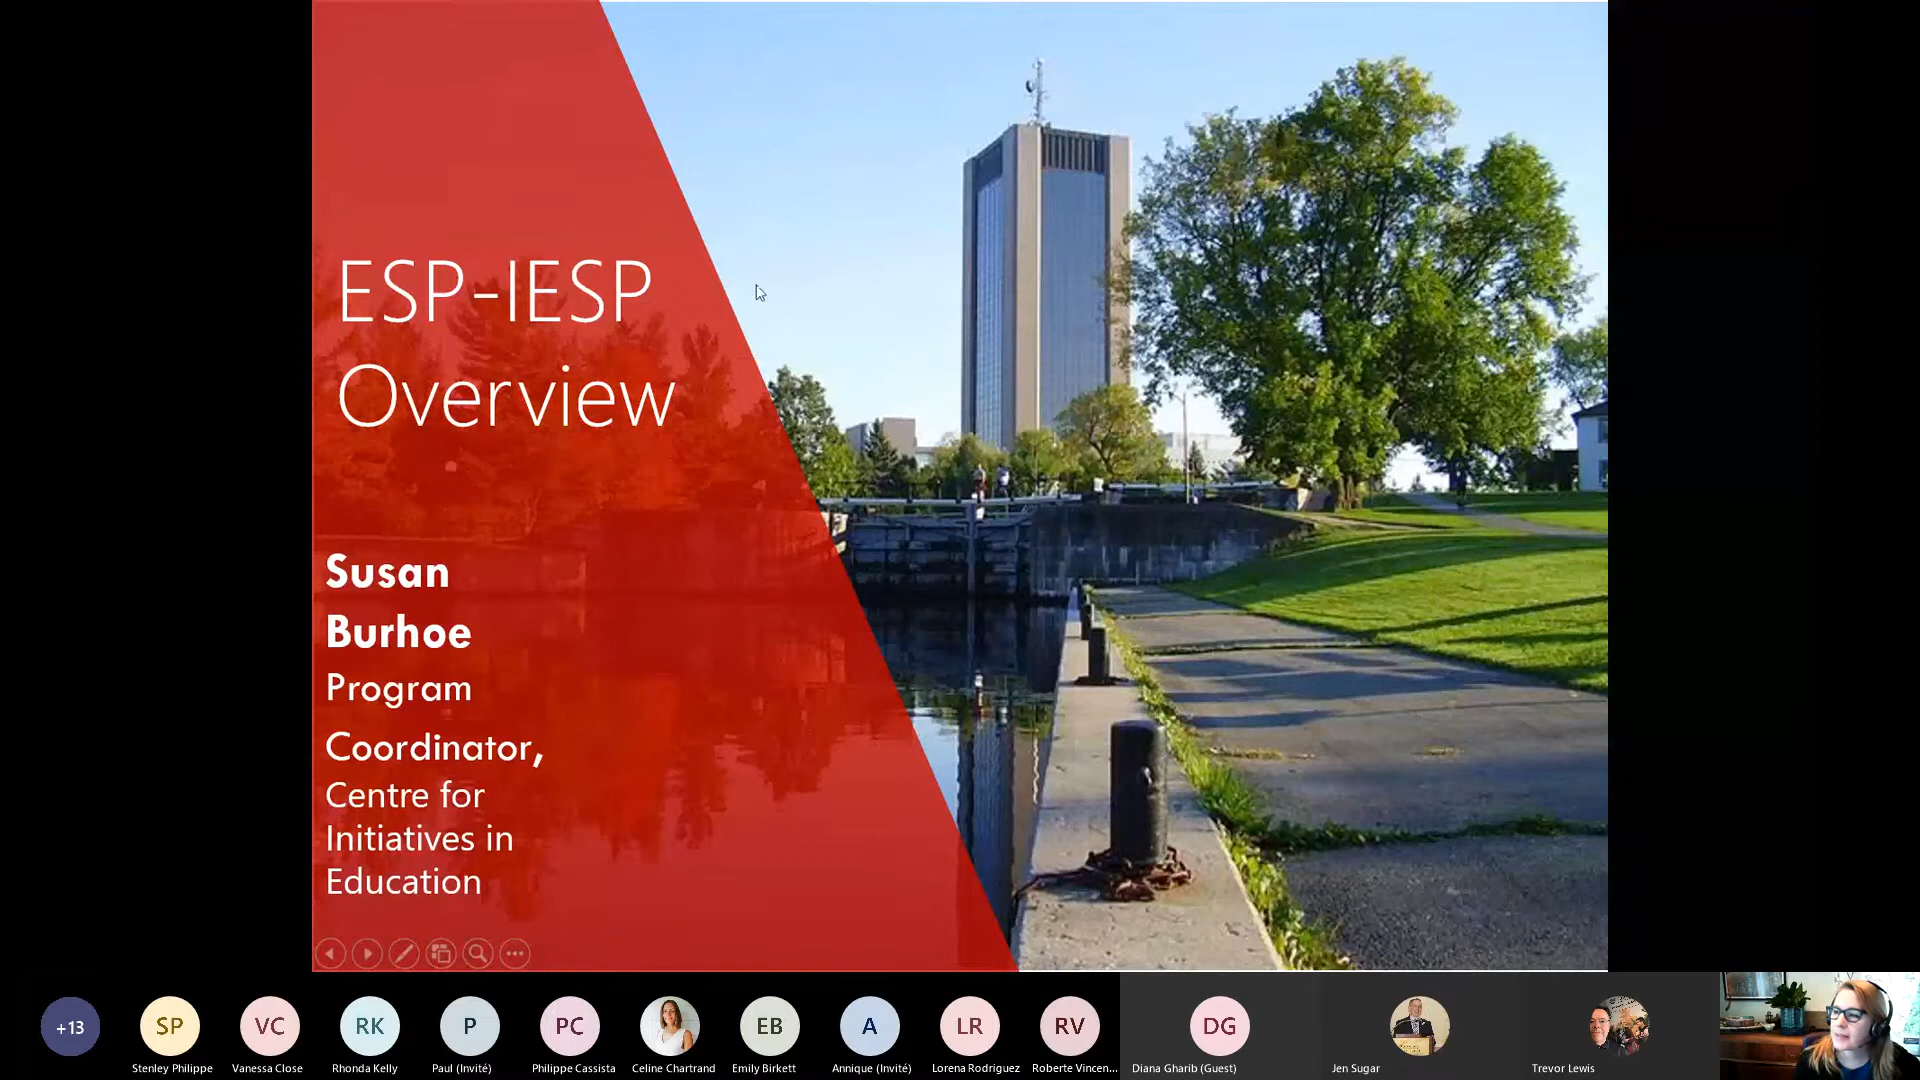 ESP-IESP
Overview
Susan
Burhoe
Program
Coordinator,
Centre for
Initiatives in
Education
+13
SP
VC
RK
P
PC
EB
A
LR
RV
DG
Stenley Philippe
Vanessa Close
Rhonda Kelly
Paul (Invité)
Philippe Cassista
Celine Chartrand
Emily Birkett
Annique (Invité)
Lorena Rodriguez
Roberte Vincen...
Diana Gharib (Guest)
Jen Sugar
Trevor Lewis